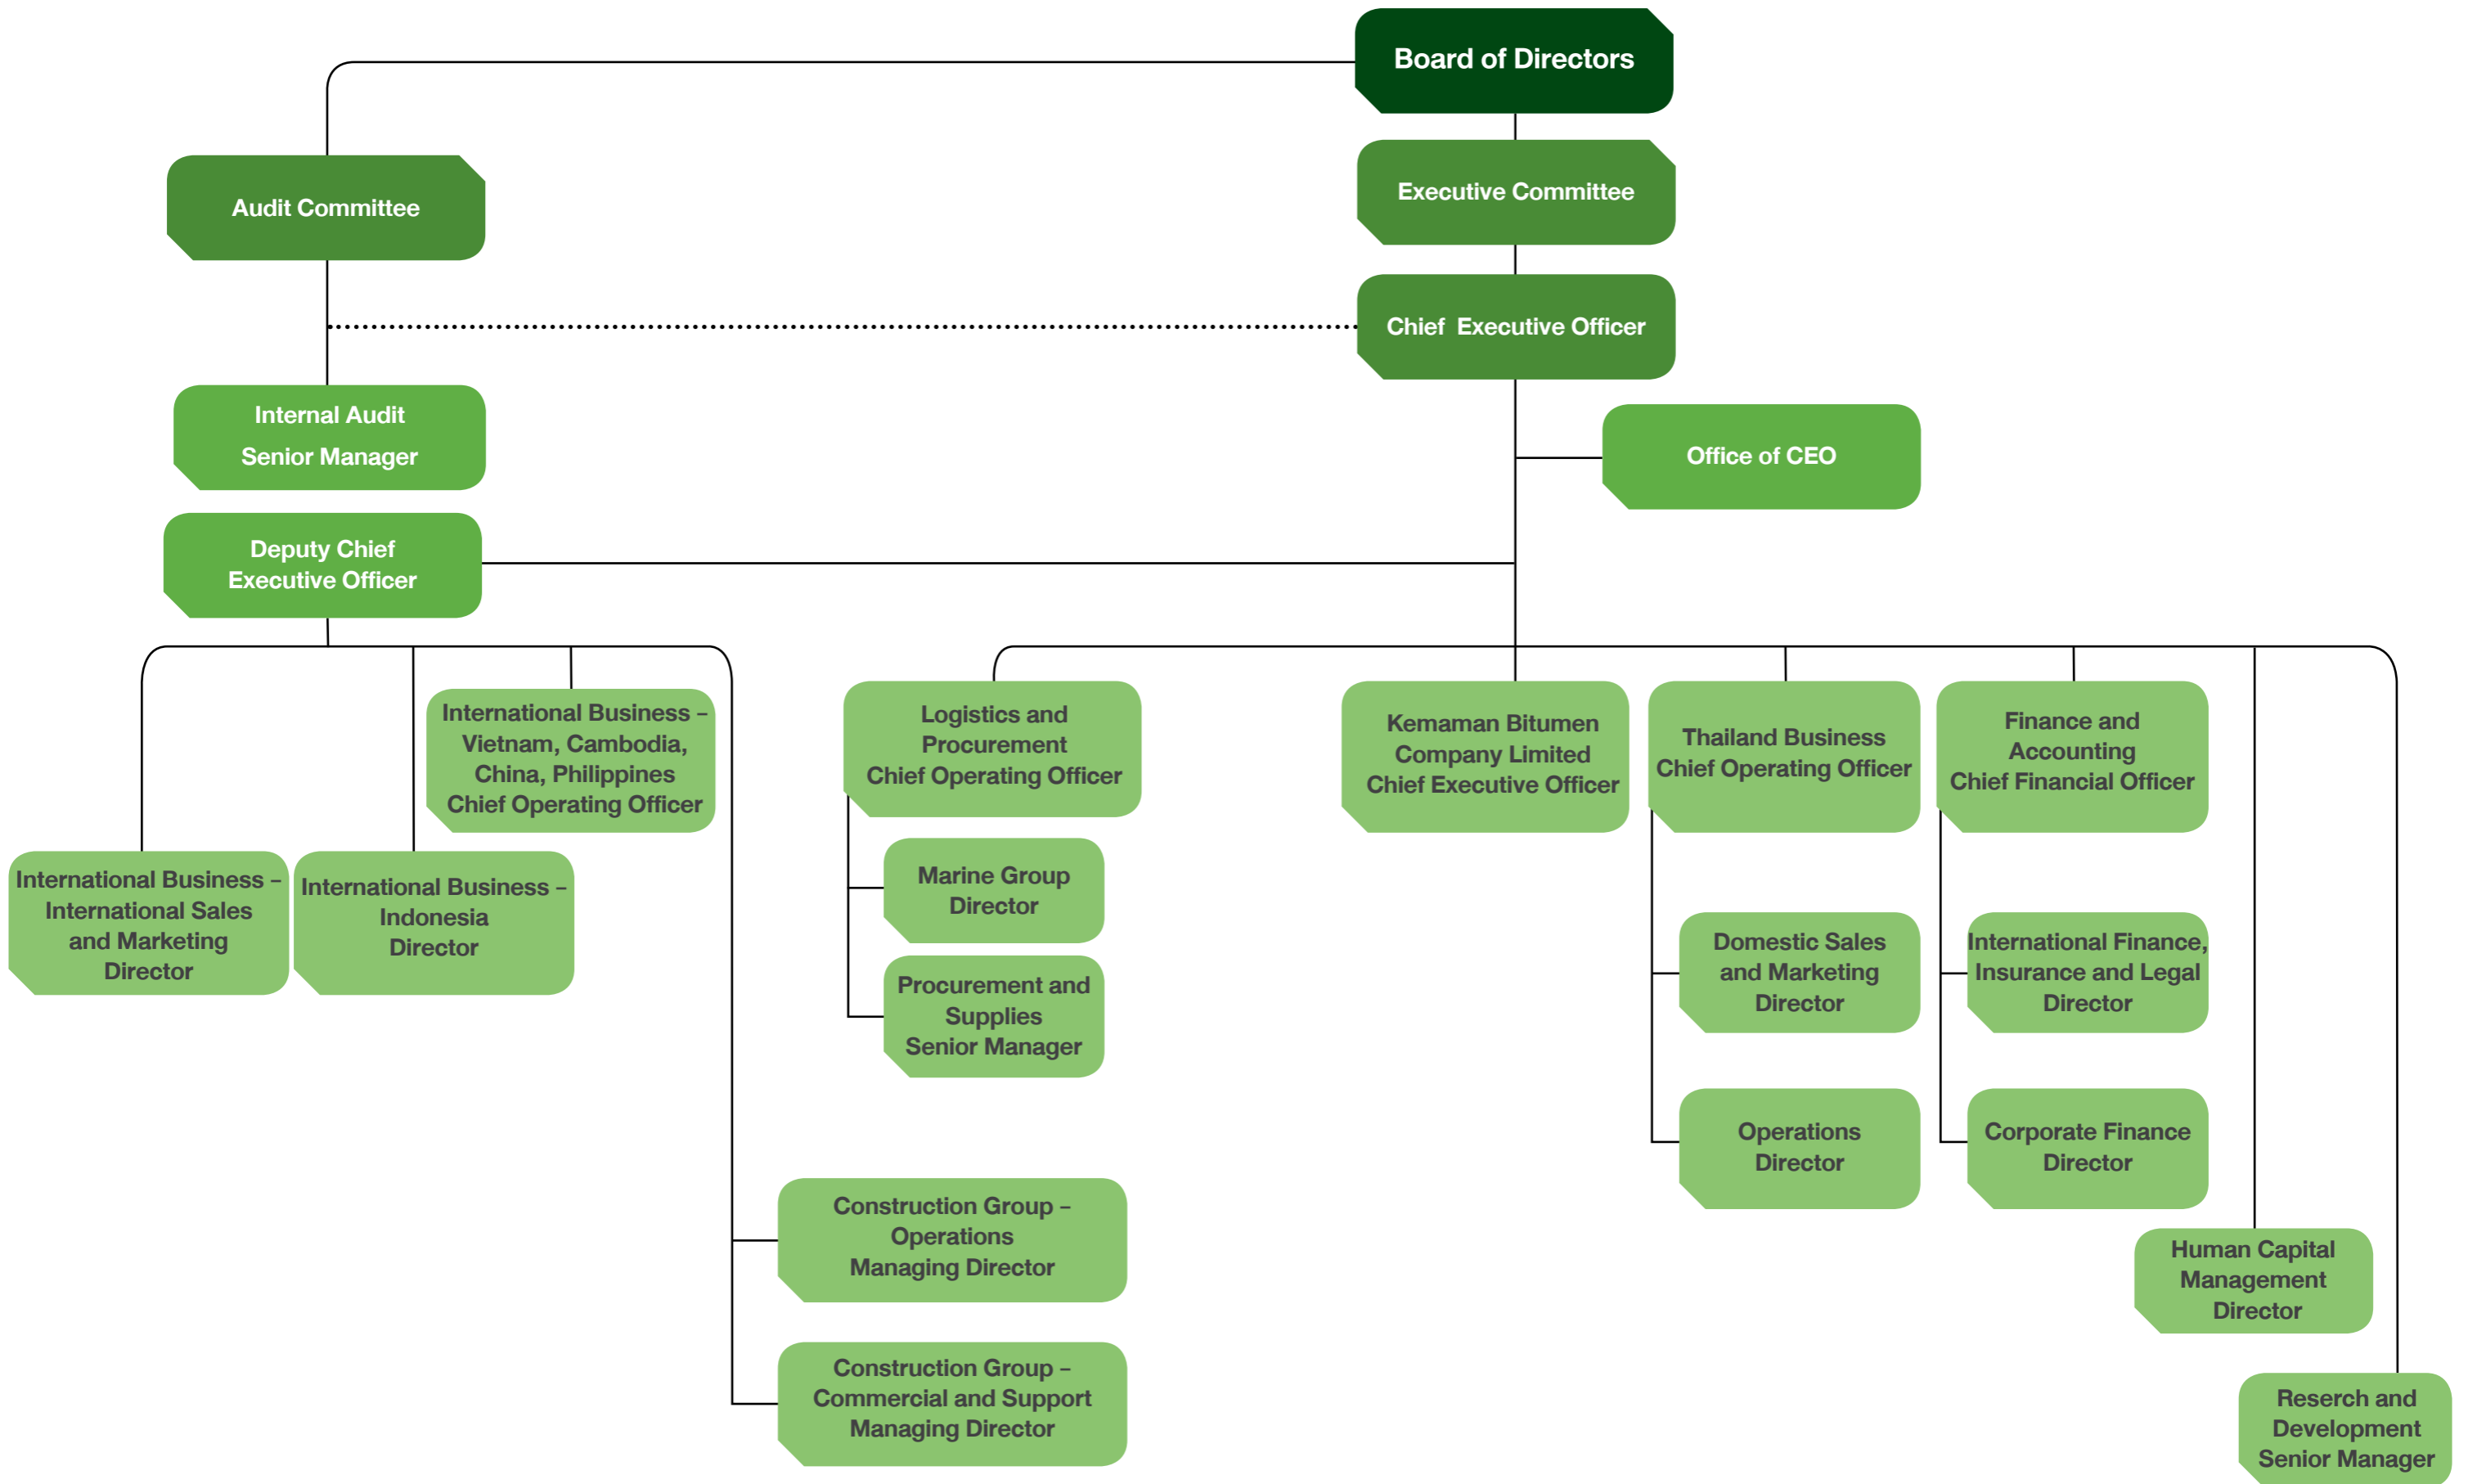 Board of Directors
Audit Committee
Executive Committee
Chief Executive Officer
Internal Audit
Senior Manager
Office of CEO
Deputy Chief
Executive Officer
International Business –
Vietnam, Cambodia,
China, Philippines
Chief Operating Officer
International Business –
International Sales
and Marketing
Director
International Business –
Indonesia
Director
Logistics and
Procurement
Chief Operating Officer
Marine Group
Director
Procurement and
Supplies
Senior Manager
Construction Group –
Operations
Managing Director
Construction Group –
Commercial and Support
Managing Director
Kemaman Bitumen
Company Limited
Chief Executive Officer
Thailand Business
Chief Operating Officer
Domestic Sales
and Marketing
Director
Operations
Director
Finance and
Accounting
Chief Financial Officer
International Finance,
Insurance and Legal
Director
Corporate Finance
Director
Human Capital
Management
Director
Reserch and
Development
Senior Manager